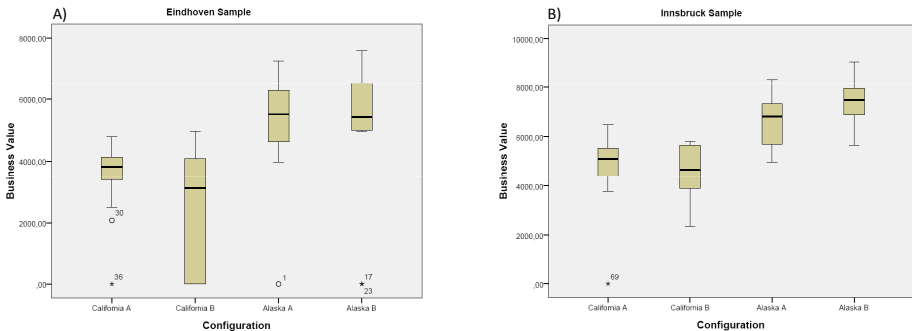 A)
Eindhoven Sample
8000,00
6000,00
4000,00
2000,00
,00
Business Value
30
36
1
17
23
California A
California B
Alaska A
Alaska B
Configuration
B)
Innsbruck Sample
10000,00
8000,00
6000,00
4000,00
2000,00
,00
Business Value
69
California A
California B
Alaska A
Alaska B
Configuration